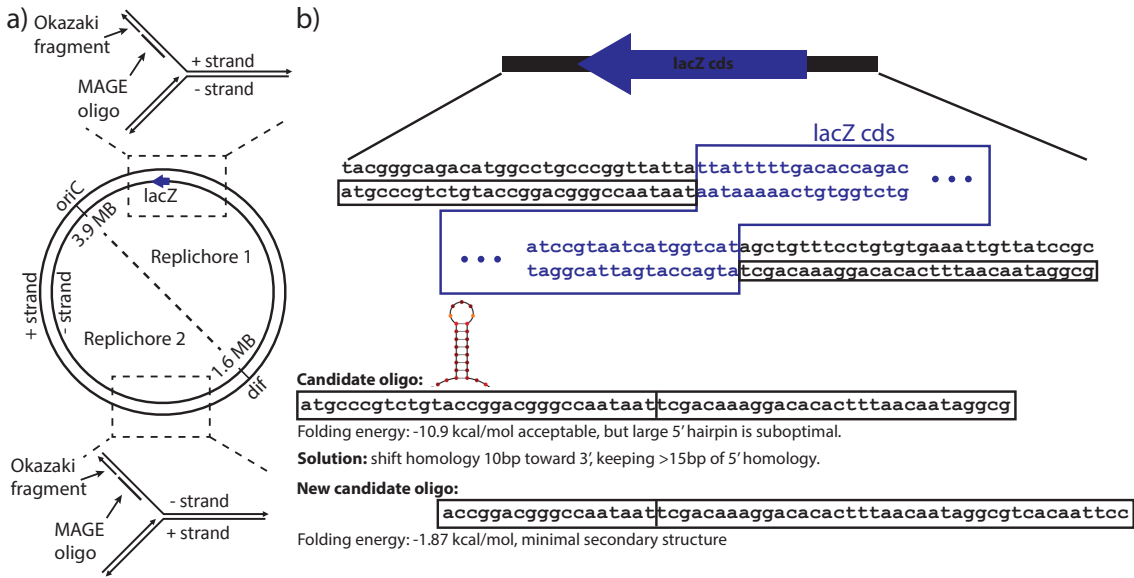 a)
Okazaki
fragment
MAGE
oligo
+ strand
- strand
oriC
lacZ
3.9 MB
Replichore 1
+ strand
- strand
Replichore 2
1.6 MB
dif
Okazaki
fragment
MAGE
oligo
- strand
+ strand
b)
lacZ cds
lacZ cds
tacgggcagacatggcctgcccggttattattatttttgacaccagac
atgcccgtctgtaccggacgggccaataataataaaaactgtggtctg
atccgtaatcatggtcatagctgtttcctgtgtgaaattgttatccgc
taggcattagtaccagtatcgacaaaggacacactttaacaataggcg
Candidate oligo:
atgcccgtctgtaccggacgggccaataattcgacaaaggacacactttaacaataggcg
Folding energy: -10.9 kcal/mol acceptable, but large 5' hairpin is suboptimal.
Solution: shift homology 10bp toward 3', keeping >15bp of 5' homology.
New candidate oligo:
accggacgggccaataattcgacaaaggacacactttaacaataggcgtcacaattcc
Folding energy: -1.87 kcal/mol, minimal secondary structure